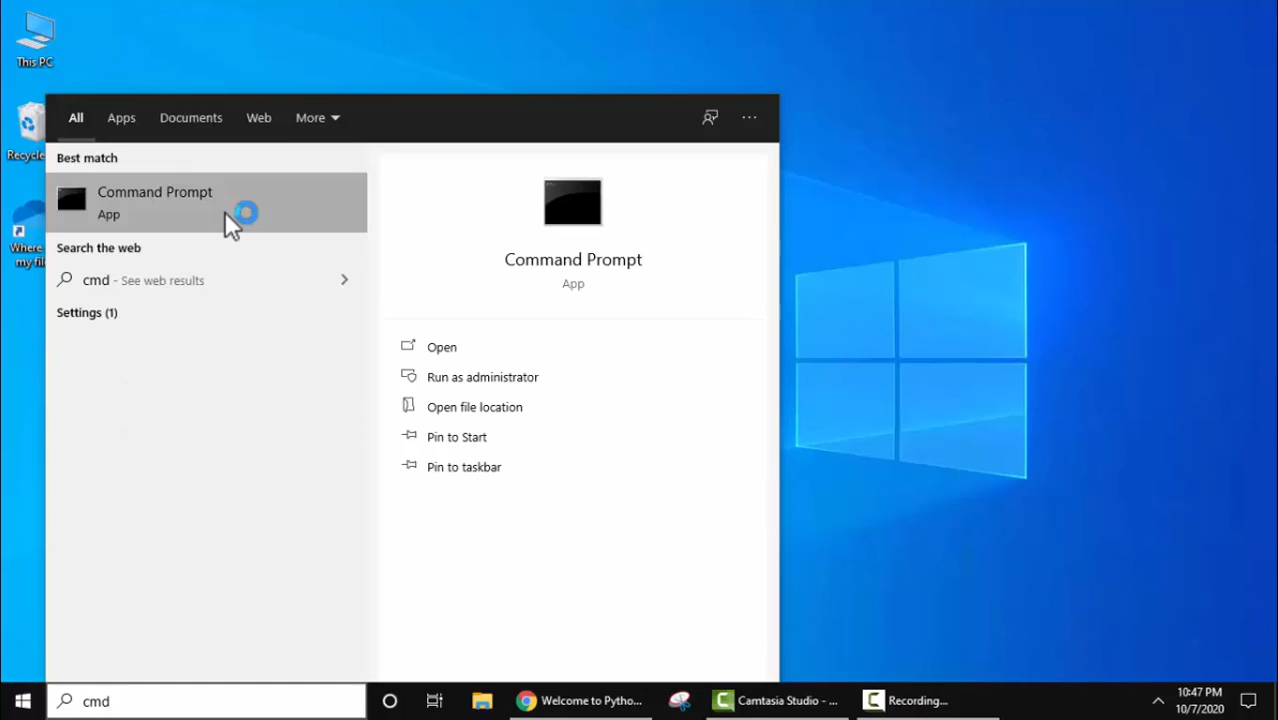 This PC
Recycle
Where
my fil
All
Apps
Documents
Web
More
Best match
Command Prompt
App
Search the web
cmd - See web results
Settings (1)
Command Prompt
App
Open
Run as administrator
Open file location
Pin to Start
Pin to taskbar
cmd
Welcome to Pytho...
Camtasia Studio - ...
Recording...
10:47 PM
10/7/2020